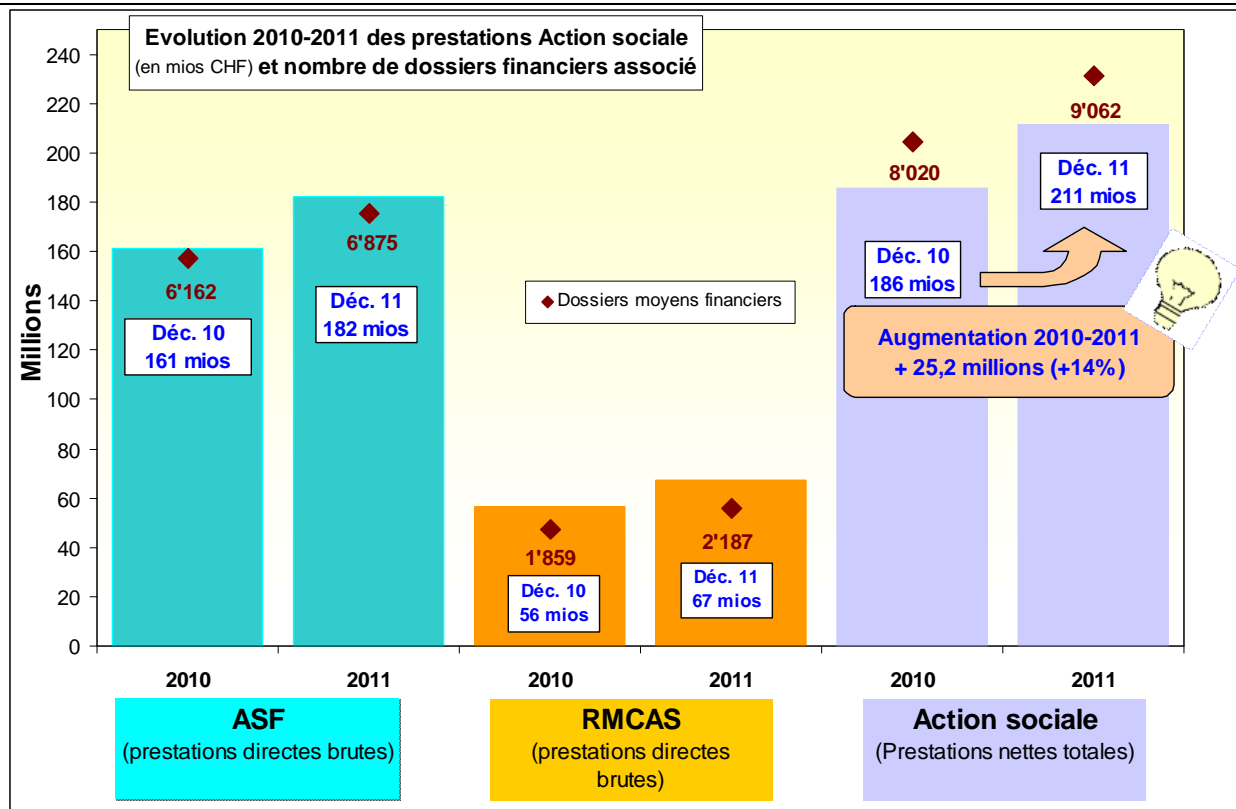 Evolution 2010-2011 des prestations Action sociale
(en mios CHF) et nombre de dossiers financiers associé
Millions
240
220
200
180
160
140
120
100
80
60
40
20
0
6'162
Déc. 10
161 mios
6'875
Déc. 11
182 mios
Dossiers moyens financiers
1'859
Déc. 10
56 mios
2'187
Déc. 11
67 mios
8'020
Déc. 10
186 mios
9'062
Déc. 11
211 mios
Augmentation 2010-2011
+ 25,2 millions (+14%)
2010
2011
2010
2011
2010
2011
ASF
(prestations directes brutes)
RMCAS
(prestations directes
brutes)
Action sociale
(Prestations nettes totales)